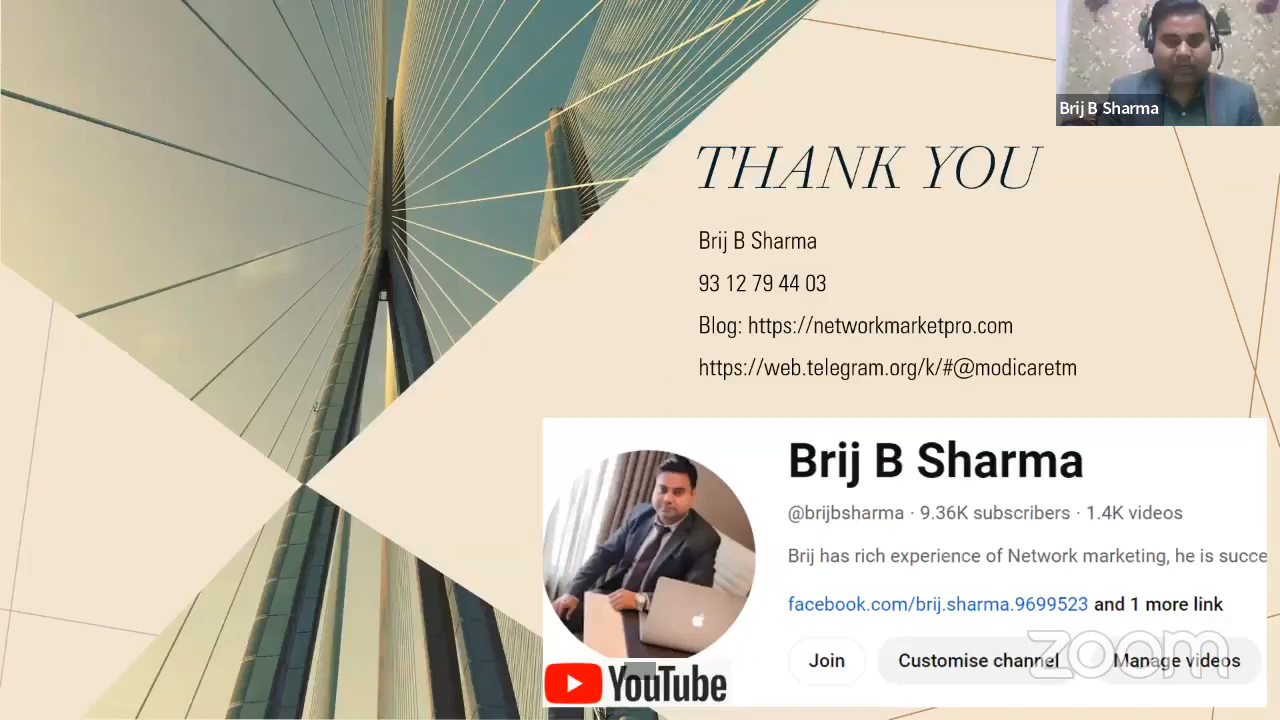 Brij B Sharma
THANK YOU
Brij B Sharma
93 12 79 44 03
Blog: https://networkmarketpro.com
https://web.telegram.org/k/#@modicaretm
Brij B Sharma
@brijbsharma · 9.36K subscribers · 1.4K videos
Brij has rich experience of Network marketing, he is succe
facebook.com/brij.sharma.9699523 and 1 more link
Join Customise channel Manage videos
zoom
YouTube